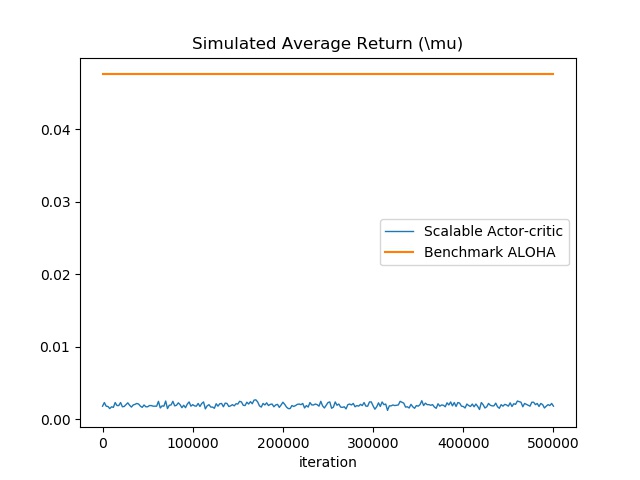 Simulated Average Return (\mu)
0.04
0.03
0.02
0.01
0.00
Scalable Actor-critic
Benchmark ALOHA
0 100000 200000 300000 400000 500000
iteration